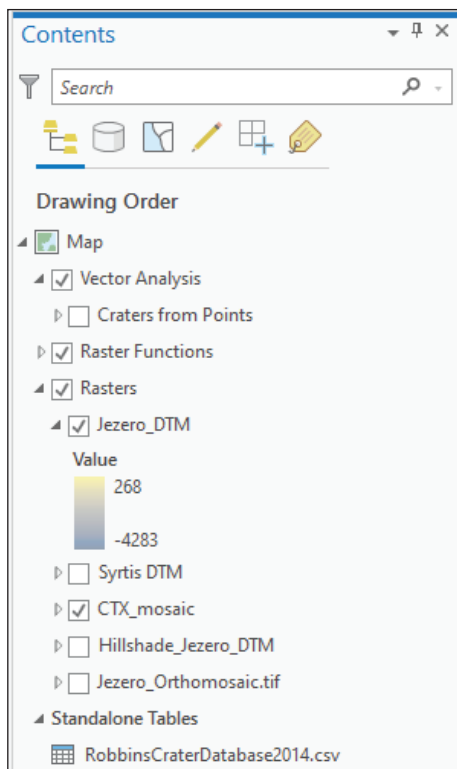 Contents
Search
Drawing Order
Map
Vector Analysis
Craters from Points
Raster Functions
Rasters
Jezero_DTM
Value
268
-4283
Syrtis DTM
CTX_mosaic
Hillshade_Jezero_DTM
Jezero_Orthomosaic.tif
Standalone Tables
RobbinsCraterDatabase2014.csv